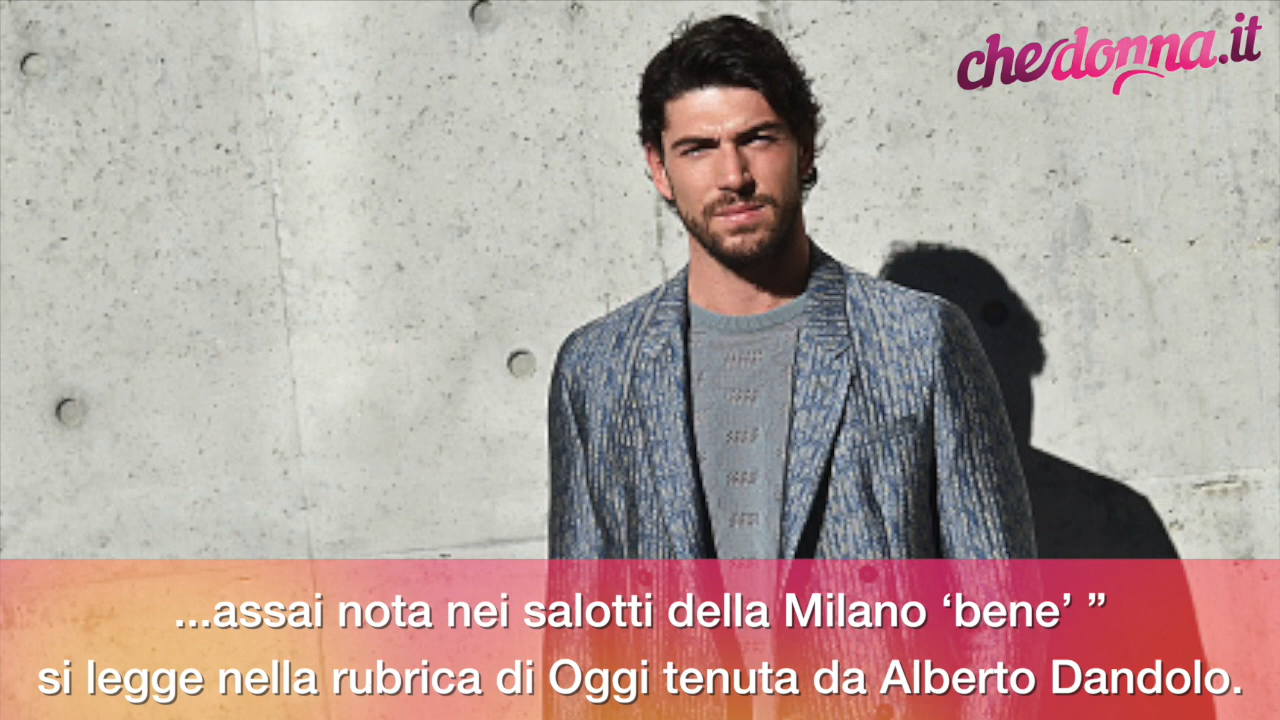 chedonna.it
...assai nota nei salotti della Milano ‘bene’ ”
si legge nella rubrica di Oggi tenuta da Alberto Dandolo.